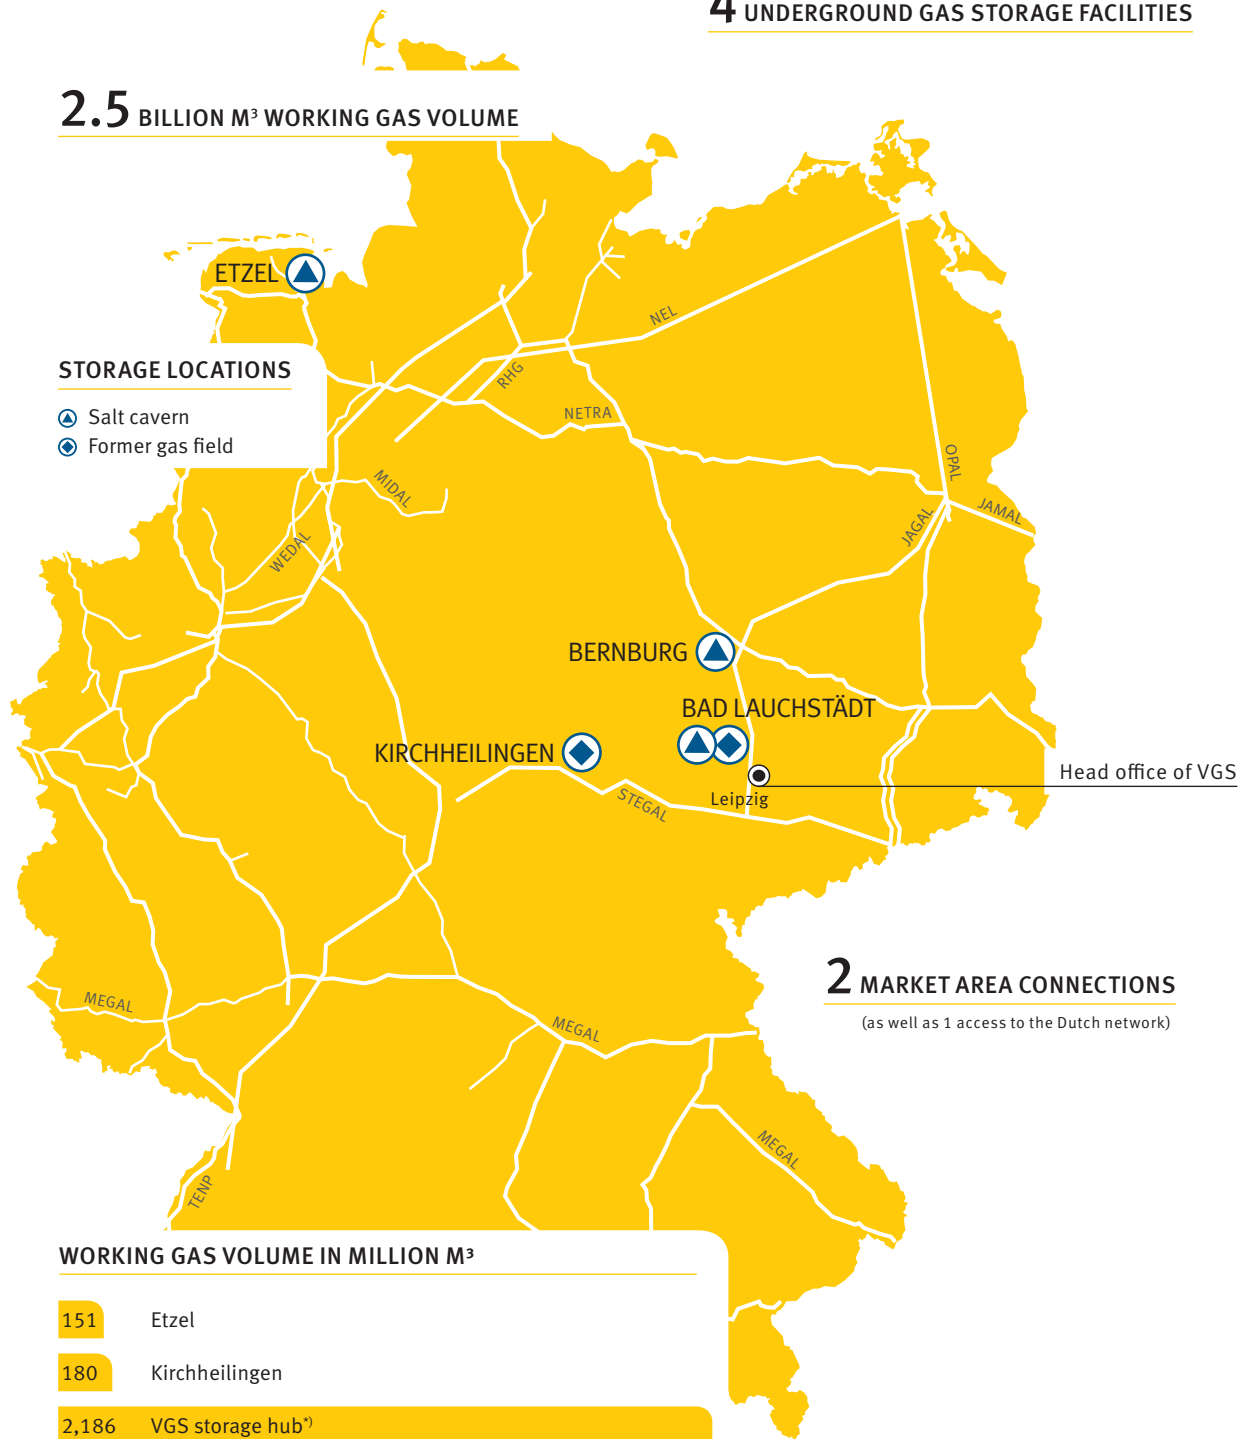 4 UNDERGROUND GAS STORAGE FACILITIES
2.5 BILLION M³ WORKING GAS VOLUME
ETZEL
NEL
STORAGE LOCATIONS
RHG
Salt cavern
NETRA
Former gas field
OPAL
MIDAL
JAMAL
JAGAL
WEDAL
BERNBURG
BAD LAUCHSTÄDT
KIRCHHEILINGEN
Head office of VGS
STEGAL
Leipzig
2 MARKET AREA CONNECTIONS
(as well as 1 access to the Dutch network)
MEGAL
MEGAL
MEGAL
TENP
WORKING GAS VOLUME IN MILLION M³
151 Etzel
180 Kirchheilingen
2,186 VGS storage hub*)